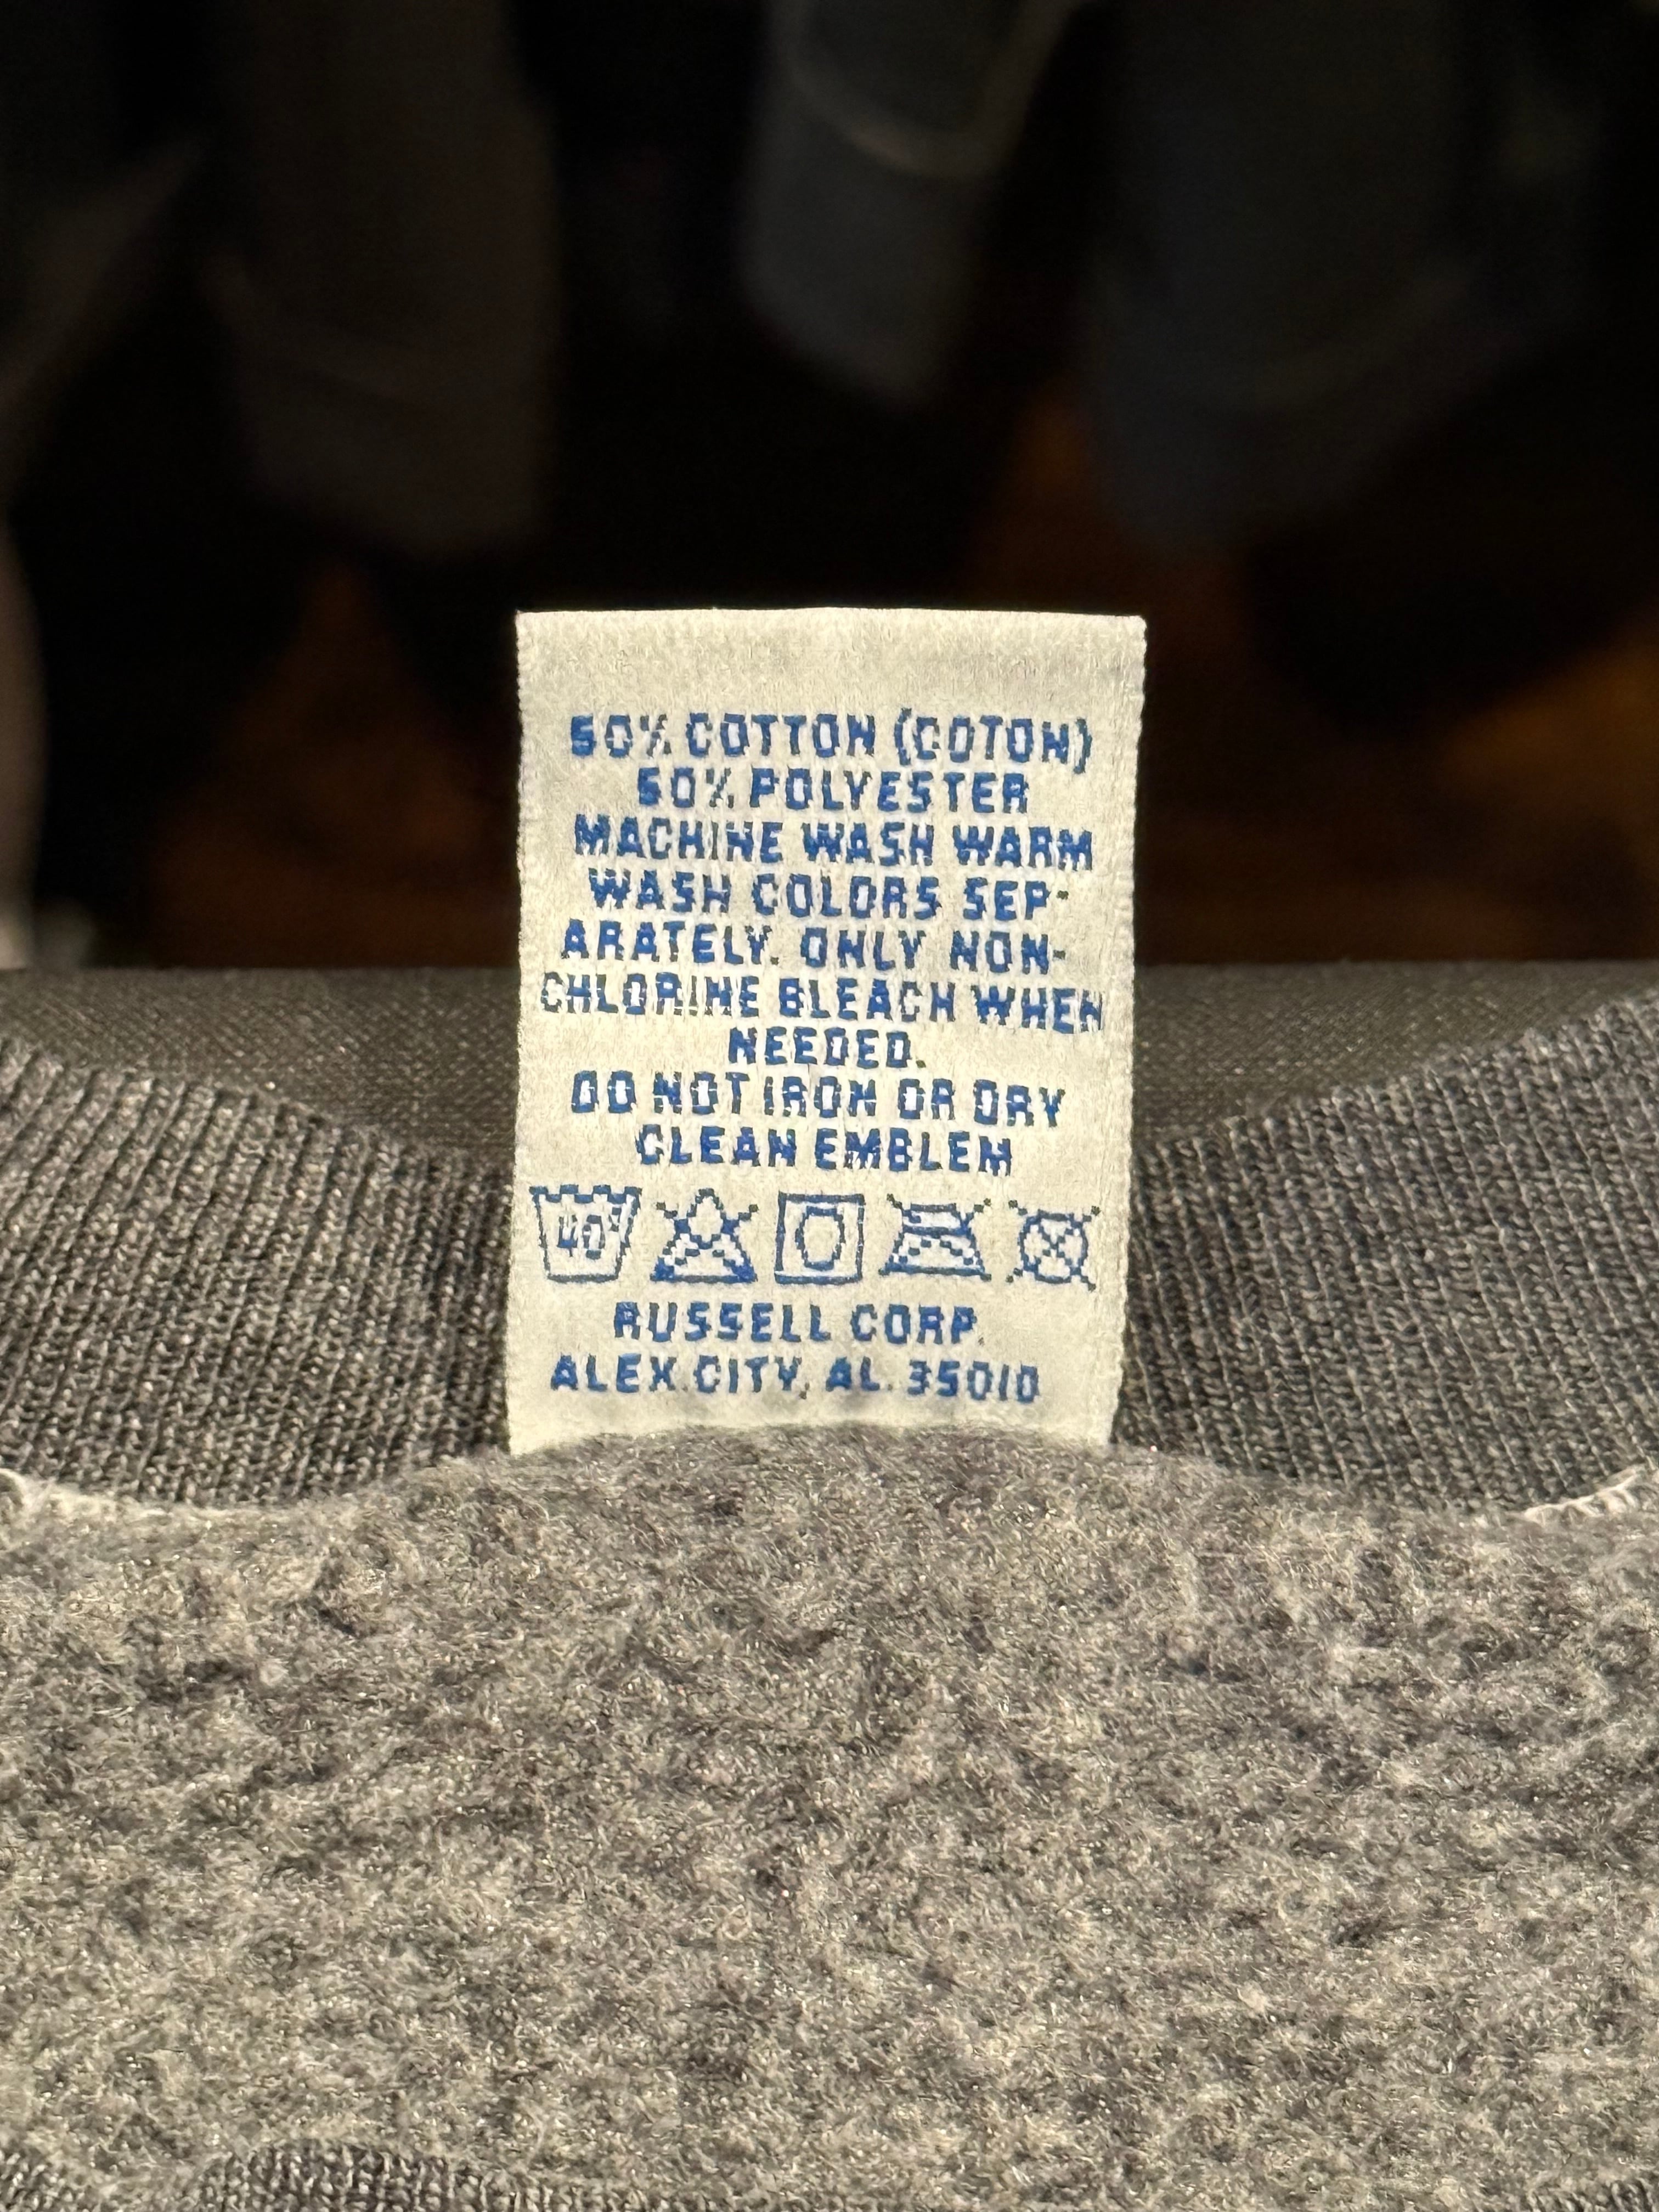 50% COTTON (COTON)
50% POLYESTER
MACHINE WASH WARM
WASH COLORS SEP-
ARATELY. ONLY NON-
CHLORINE BLEACH WHEN
NEEDED.
DO NOT IRON OR DRY
CLEAN EMBLEM
40°
RUSSELL CORP.
ALEX.CITY, AL. 35010